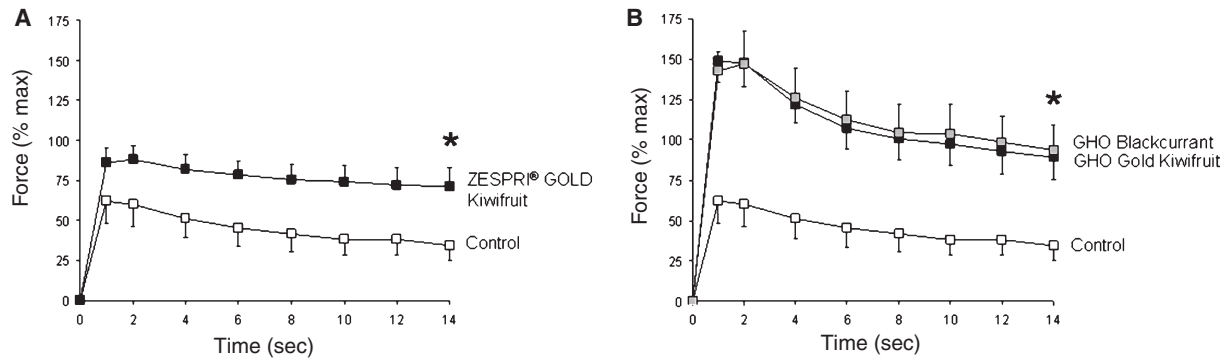 A
175
150
125
100
75
50
25
0
Force (% max)
*
ZESPRI® GOLD
Kiwifruit
Control
0 2 4 6 8 10 12 14
Time (sec)
B
175
150
125
100
75
50
25
0
Force (% max)
*
GHO Blackcurrant
GHO Gold Kiwifruit
Control
0 2 4 6 8 10 12 14
Time (sec)